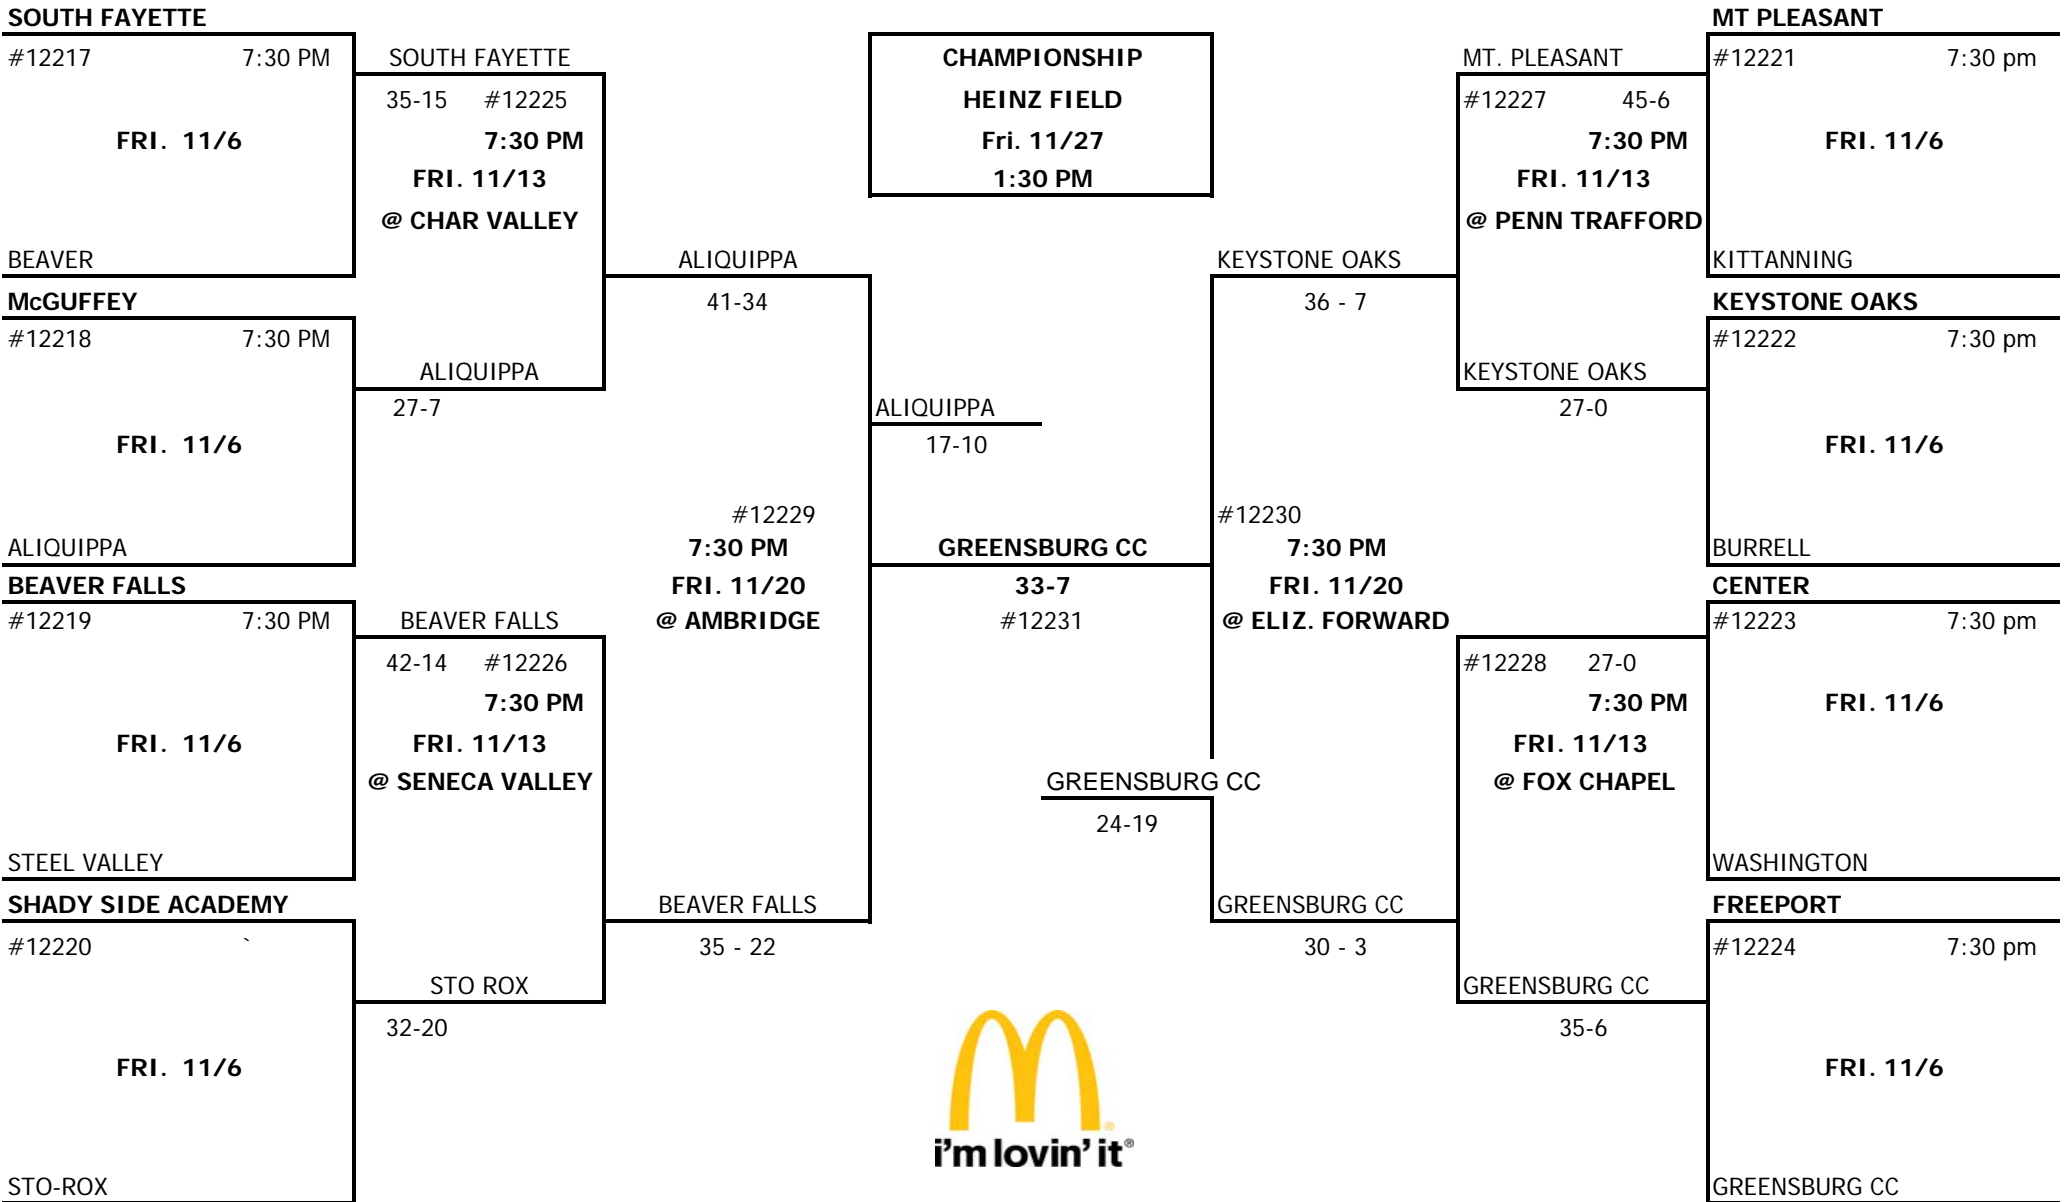 SOUTH FAYETTE
#12217 7:30 PM
FRI. 11/6
BEAVER
McGUFFEY
#12218 7:30 PM
FRI. 11/6
ALIQUIPPA
BEAVER FALLS
#12219 7:30 PM
FRI. 11/6
STEEL VALLEY
SHADY SIDE ACADEMY
#12220 `
FRI. 11/6
STO-ROX
SOUTH FAYETTE
35-15 #12225
7:30 PM
FRI. 11/13
@ CHAR VALLEY
ALIQUIPPA
27-7
BEAVER FALLS
42-14 #12226
7:30 PM
FRI. 11/13
@ SENECA VALLEY
STO ROX
32-20
ALIQUIPPA
41-34
#12229
7:30 PM
FRI. 11/20
@ AMBRIDGE
BEAVER FALLS
35 - 22
CHAMPIONSHIP
HEINZ FIELD
Fri. 11/27
1:30 PM
ALIQUIPPA
17-10
GREENSBURG CC
33-7
#12231
GREENSBURG CC
24-19
i'm lovin' it®
KEYSTONE OAKS
36 - 7
#12230
7:30 PM
FRI. 11/20
@ ELIZ. FORWARD
GREENSBURG CC
30 - 3
MT. PLEASANT
#12227 45-6
7:30 PM
FRI. 11/13
@ PENN TRAFFORD
KEYSTONE OAKS
27-0
#12228 27-0
7:30 PM
FRI. 11/13
@ FOX CHAPEL
GREENSBURG CC
35-6
MT PLEASANT
#12221 7:30 pm
FRI. 11/6
KITTANNING
KEYSTONE OAKS
#12222 7:30 pm
FRI. 11/6
BURRELL
CENTER
#12223 7:30 pm
FRI. 11/6
WASHINGTON
FREEPORT
#12224 7:30 pm
FRI. 11/6
GREENSBURG CC